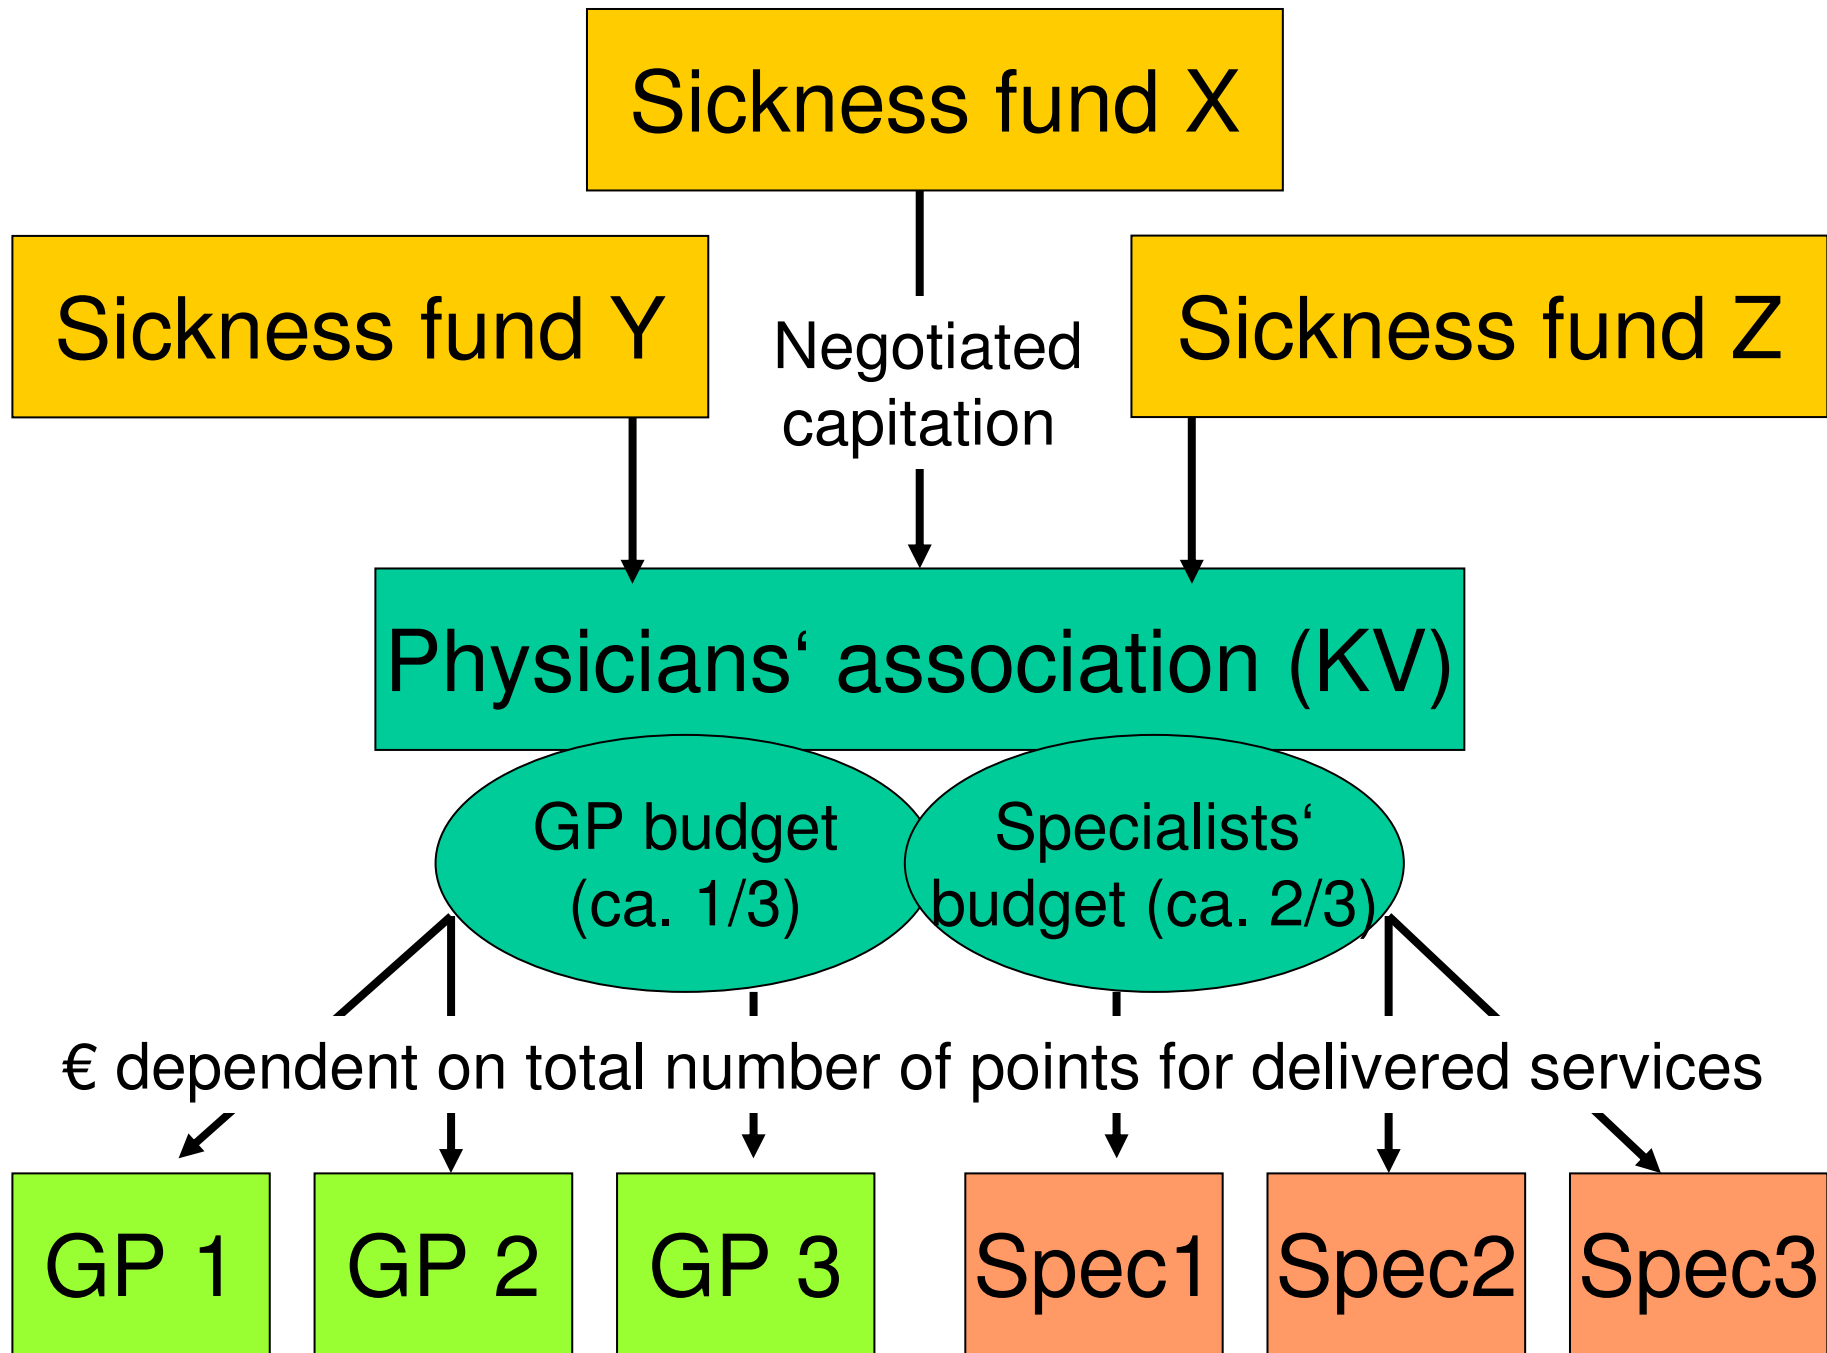 Sickness fund X
Sickness fund Y
Negotiated
capitation
Sickness fund Z
Physicians‘ association (KV)
GP budget
(ca. 1/3)
Specialists‘
budget (ca. 2/3)
€ dependent on total number of points for delivered services
GP 1
GP 2
GP 3
Spec1
Spec2
Spec3